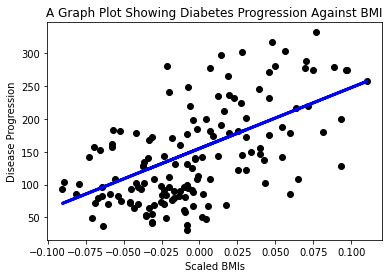 A Graph Plot Showing Diabetes Progression Against BMI
Disease Progression
300
250
200
150
100
50
−0.100 −0.075 −0.050 −0.025 0.000 0.025 0.050 0.075 0.100
Scaled BMIs